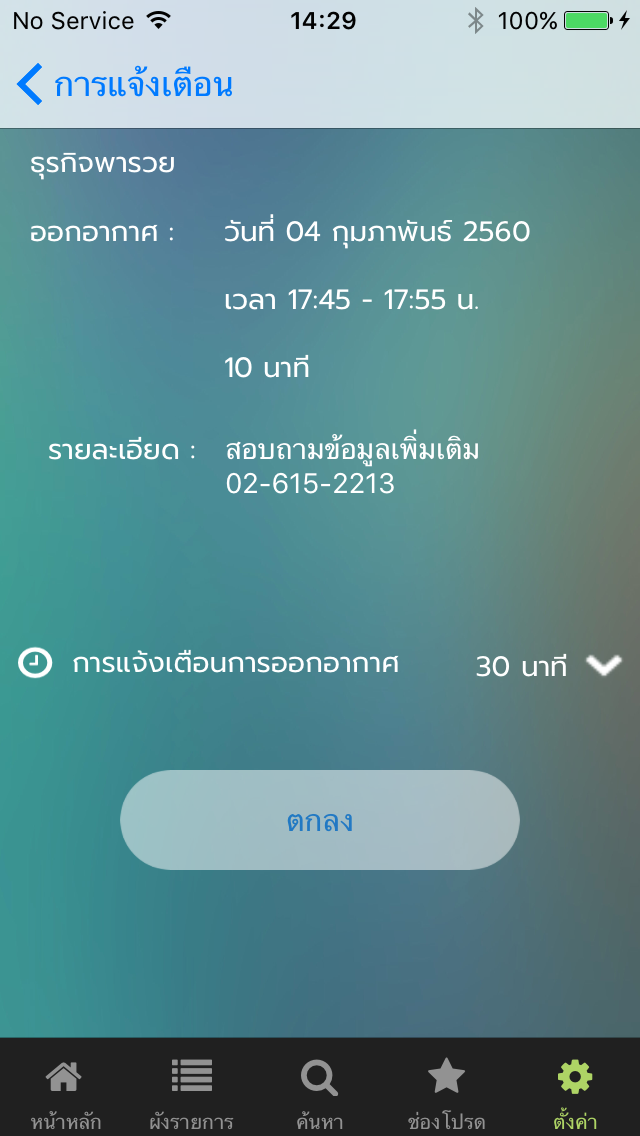 No Service 14:29 100%
การแจ้งเตือน
ธุรกิจพารวย
ออกอากาศ : วันที่ 04 กุมภาพันธ์ 2560
เวลา 17:45 - 17:55 น.
10 นาที
รายละเอียด : สอบถามข้อมูลเพิ่มเติม
02-615-2213
การแจ้งเตือนการออกอากาศ 30 นาที
ตกลง
หน้าหลัก ผังรายการ ค้นหา ช่องโปรด ตั้งค่า